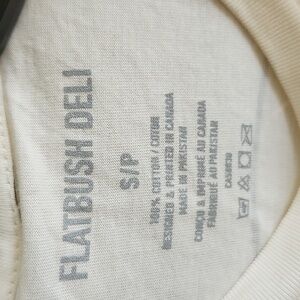 FLATBUSH DELI
S/P
100% COTTON / COTON
DESIGNED & PRINTED IN CANADA
MADE IN PAKISTAN
CONÇU & IMPRIMÉ AU CANADA
FABRIQUÉ AU PAKISTAN